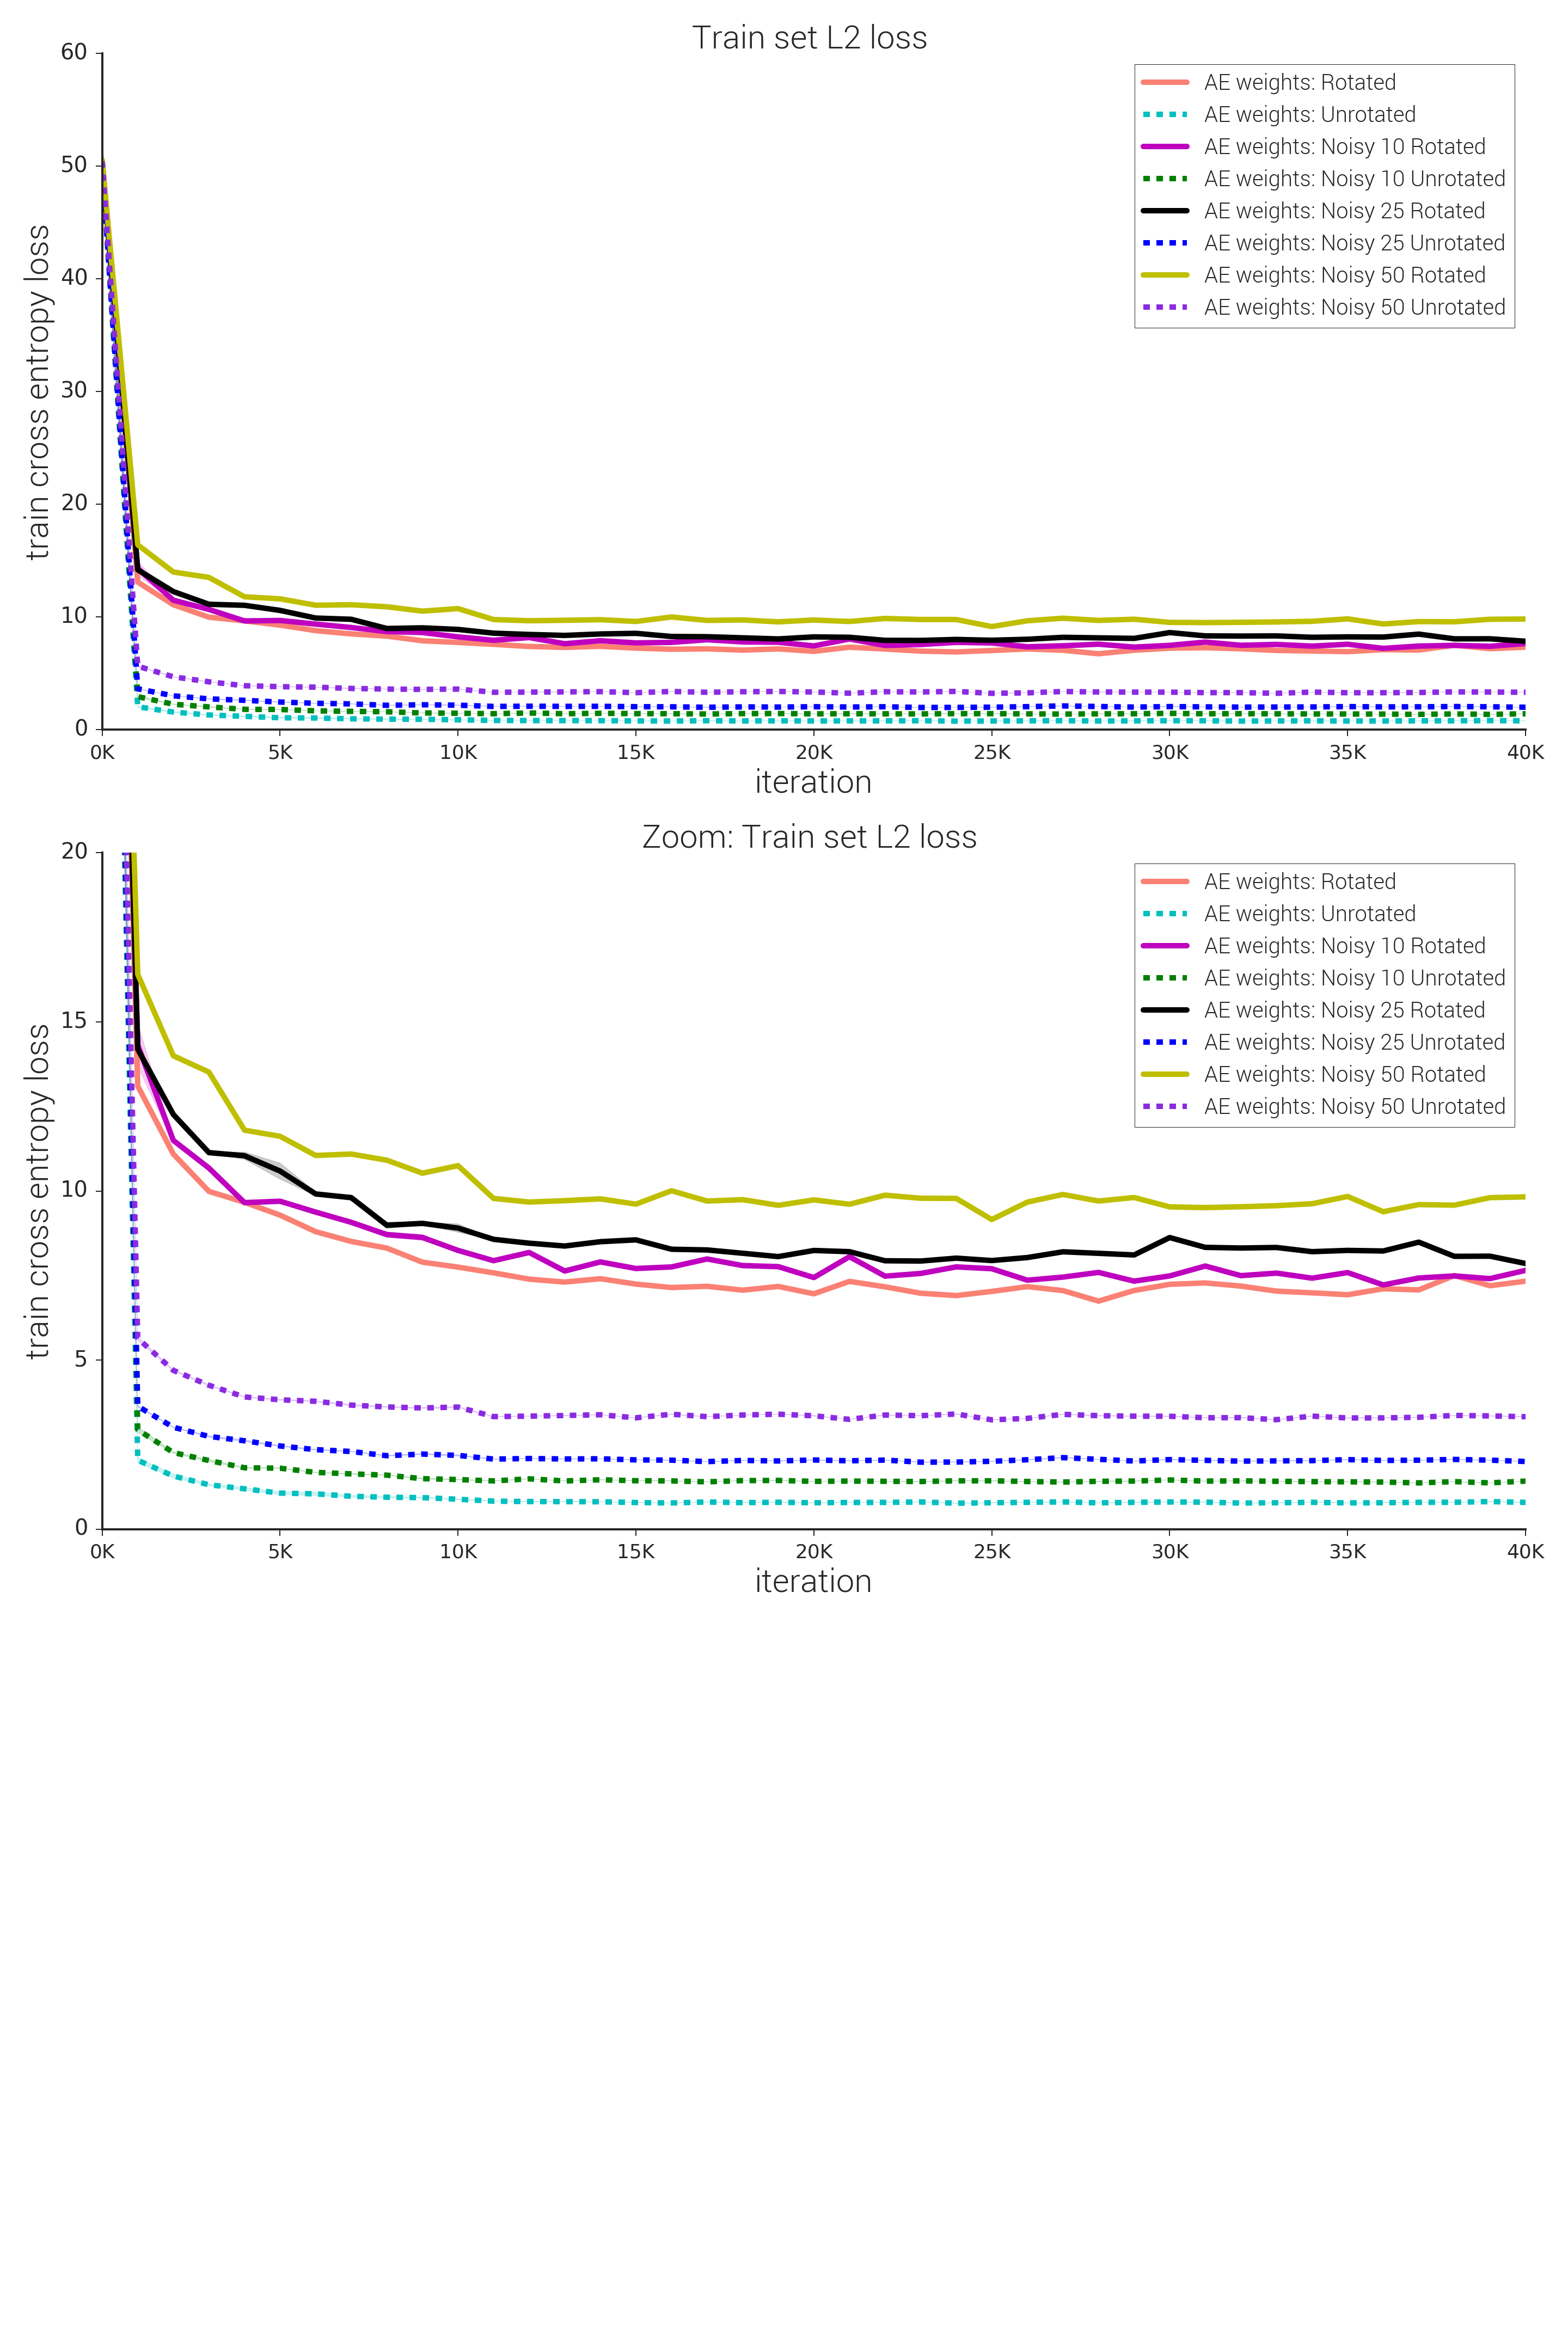 Train set L2 loss
60
50
40
30
20
10
0
train cross entropy loss
AE weights: Rotated
AE weights: Unrotated
AE weights: Noisy 10 Rotated
AE weights: Noisy 10 Unrotated
AE weights: Noisy 25 Rotated
AE weights: Noisy 25 Unrotated
AE weights: Noisy 50 Rotated
AE weights: Noisy 50 Unrotated
0K 5K 10K 15K 20K 25K 30K 35K 40K
iteration
Zoom: Train set L2 loss
20
15
10
5
0
train cross entropy loss
AE weights: Rotated
AE weights: Unrotated
AE weights: Noisy 10 Rotated
AE weights: Noisy 10 Unrotated
AE weights: Noisy 25 Rotated
AE weights: Noisy 25 Unrotated
AE weights: Noisy 50 Rotated
AE weights: Noisy 50 Unrotated
0K 5K 10K 15K 20K 25K 30K 35K 40K
iteration